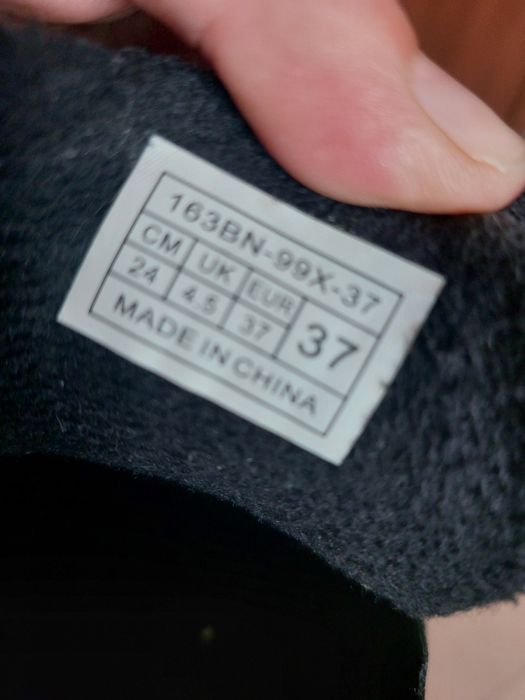 163BN-99X-37
CM UK EUR 37
24 4.5 37
MADE IN CHINA